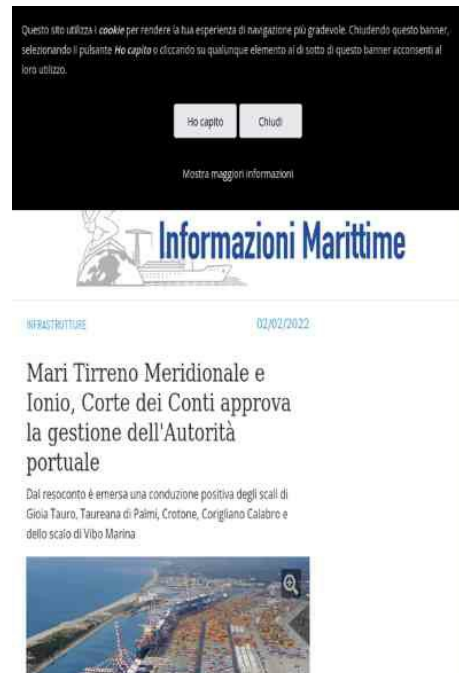 Questo sito utilizza i cookie per rendere la tua esperienza di navigazione più gradevole. Chiudendo questo banner,
selezionando il pulsante Ho capito o cliccando su qualunque elemento al di sotto di questo banner acconsenti al
loro utilizzo.
Ho capito
Chiudi
Mostra maggiori informazioni
Informazioni Marittime
INFRASTRUTTURE
02/02/2022
Mari Tirreno Meridionale e
Ionio, Corte dei Conti approva
la gestione dell'Autorità
portuale
Dal resoconto è emersa una conduzione positiva degli scali di
Gioia Tauro, Taureana di Palmi, Crotone, Corigliano Calabro e
dello scalo di Vibo Marina